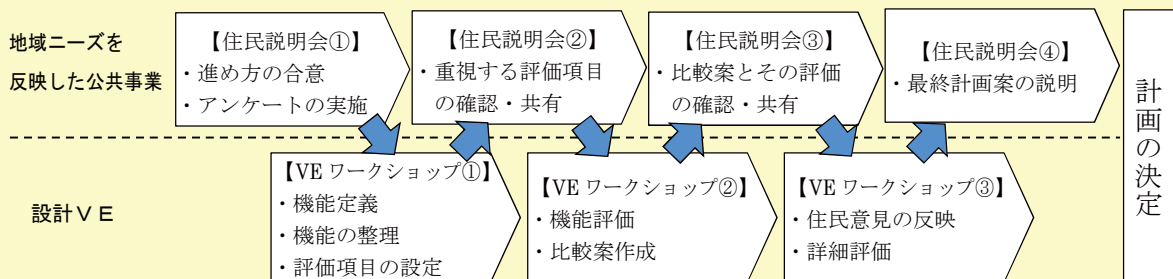 地域ニーズを
反映した公共事業
【住民説明会①】
・進め方の合意
・アンケートの実施
【住民説明会②】
・重視する評価項目
の確認・共有
【住民説明会③】
・比較案とその評価
の確認・共有
【住民説明会④】
・最終計画案の説明
設計ＶＥ
【VE ワークショップ①】
・機能定義
・機能の整理
・評価項目の設定
【VE ワークショップ②】
・機能評価
・比較案作成
【VE ワークショップ③】
・住民意見の反映
・詳細評価
計画の決定